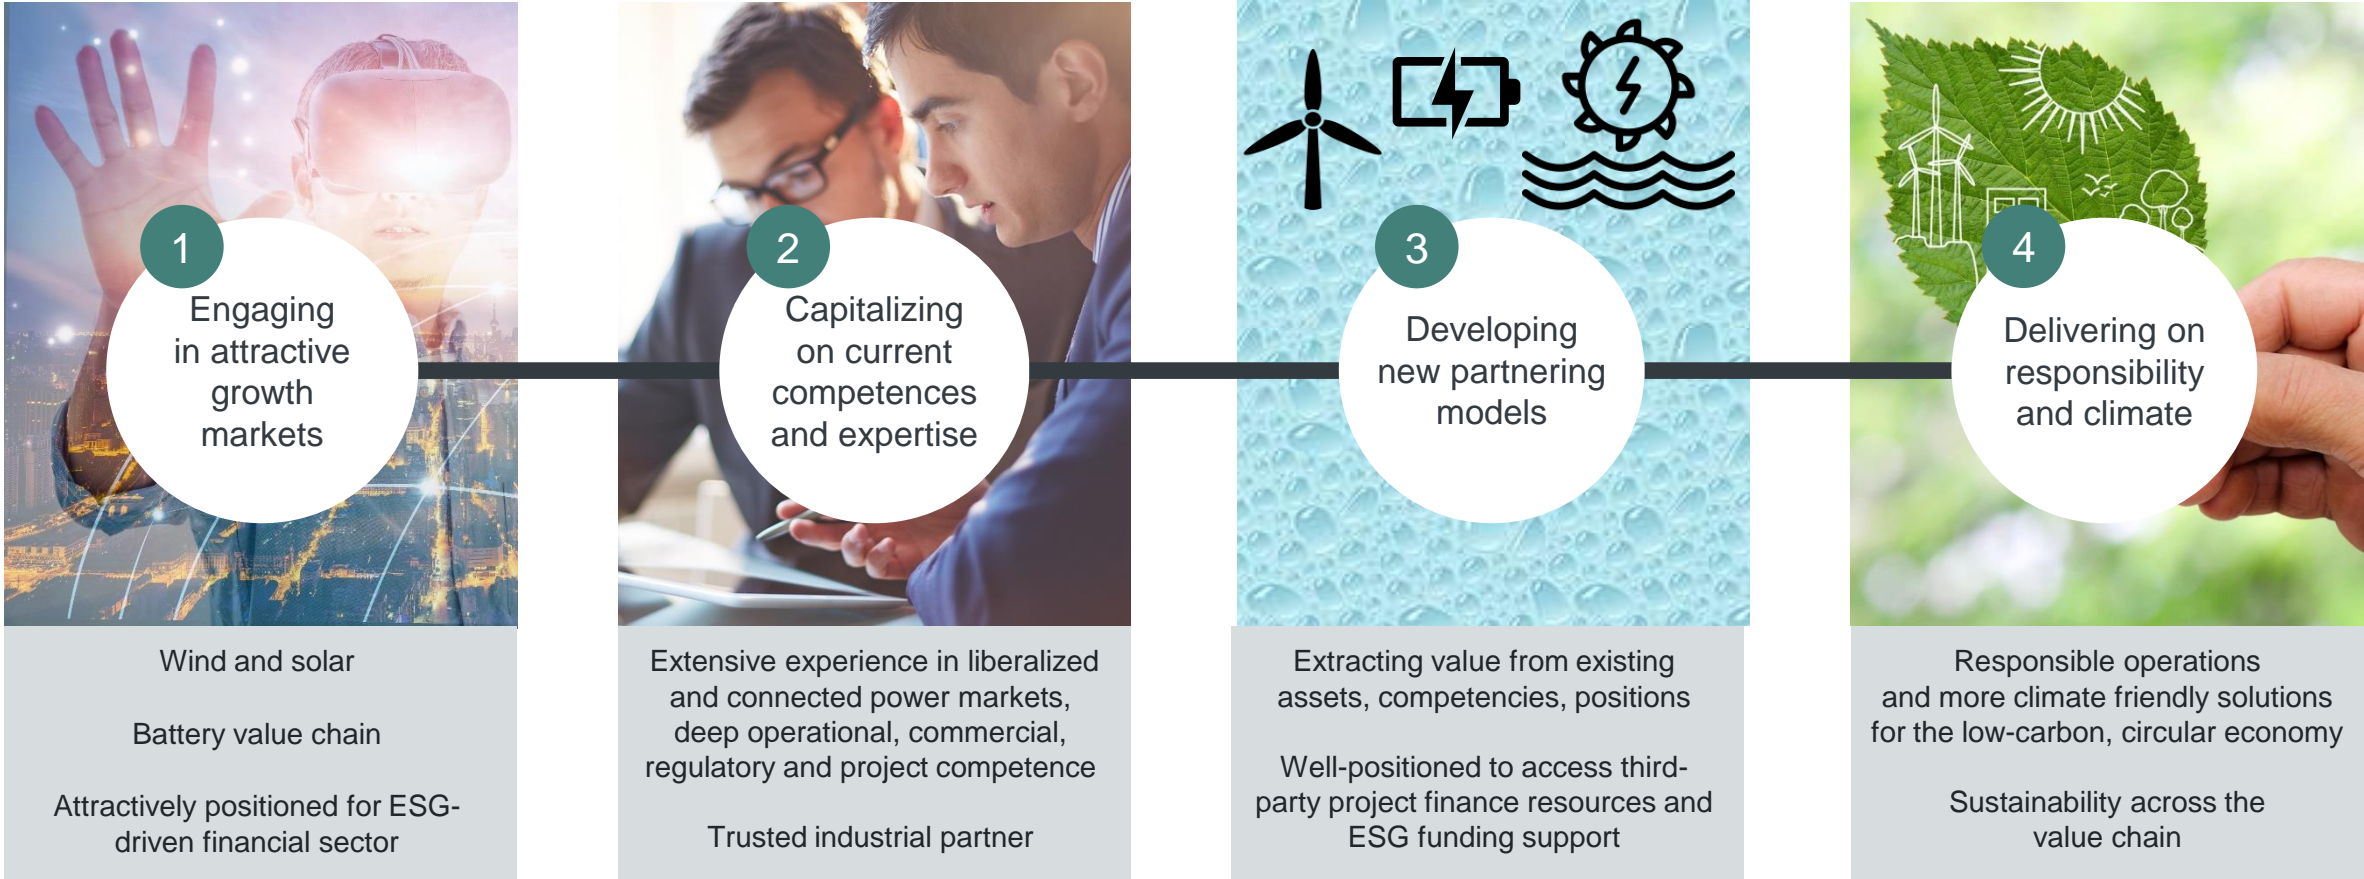 1
Engaging
in attractive
growth
markets
Wind and solar
Battery value chain
Attractively positioned for ESG-
driven financial sector
2
Capitalizing
on current
competences
and expertise
Extensive experience in liberalized
and connected power markets,
deep operational, commercial,
regulatory and project competence
Trusted industrial partner
3
Developing
new partnering
models
Extracting value from existing
assets, competencies, positions
Well-positioned to access third-
party project finance resources and
ESG funding support
4
Delivering on
responsibility
and climate
Responsible operations
and more climate friendly solutions
for the low-carbon, circular economy
Sustainability across the
value chain